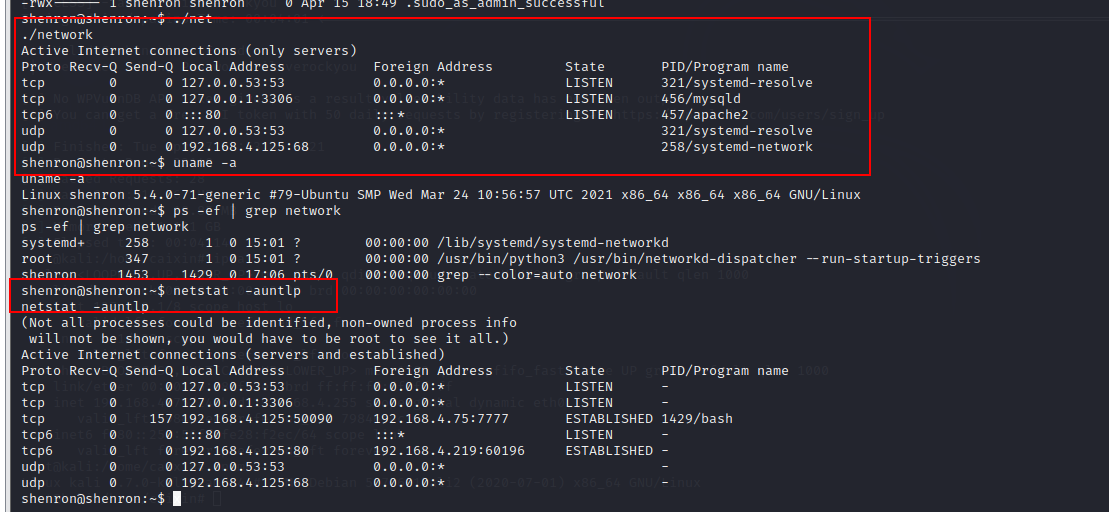 -rwx------ 1 shenron shenron 0 Apr 15 18:49 .sudo_as_admin_successful
shenron@shenron:~$ ./net
./network
Active Internet connections (only servers)
Proto Recv-Q Send-Q Local Address Foreign Address State PID/Program name
tcp 0 0 127.0.0.53:53 0.0.0.0:* LISTEN 321/systemd-resolve
tcp 0 0 127.0.0.1:3306 0.0.0.0:* LISTEN 456/mysqld
tcp6 0 0 :::80 :::* LISTEN 457/apache2
udp 0 0 127.0.0.53:53 0.0.0.0:* 321/systemd-resolve
udp 0 0 192.168.4.125:68 0.0.0.0:* 258/systemd-network
shenron@shenron:~$ uname -a
uname -a
Linux shenron 5.4.0-71-generic #79-Ubuntu SMP Wed Mar 24 10:56:57 UTC 2021 x86_64 x86_64 x86_64 GNU/Linux
shenron@shenron:~$ ps -ef | grep network
ps -ef | grep network
systemd+ 258 1 0 15:01 ? 00:00:00 /lib/systemd/systemd-networkd
root 347 1 0 15:01 ? 00:00:00 /usr/bin/python3 /usr/bin/networkd-dispatcher --run-startup-triggers
shenron 1453 1429 0 17:06 pts/0 00:00:00 grep --color=auto network
shenron@shenron:~$ netstat -auntlp
netstat -auntlp
(Not all processes could be identified, non-owned process info
will not be shown, you would have to be root to see it all.)
Active Internet connections (servers and established)
Proto Recv-Q Send-Q Local Address Foreign Address State PID/Program name
tcp 0 0 127.0.0.53:53 0.0.0.0:* LISTEN -
tcp 0 0 127.0.0.1:3306 0.0.0.0:* LISTEN -
tcp 0 157 192.168.4.125:50090 192.168.4.75:7777 ESTABLISHED 1429/bash
tcp6 0 0 :::80 :::* LISTEN -
tcp6 0 0 192.168.4.125:80 192.168.4.219:60196 ESTABLISHED -
udp 0 0 127.0.0.53:53 0.0.0.0:* -
udp 0 0 192.168.4.125:68 0.0.0.0:* -
shenron@shenron:~$